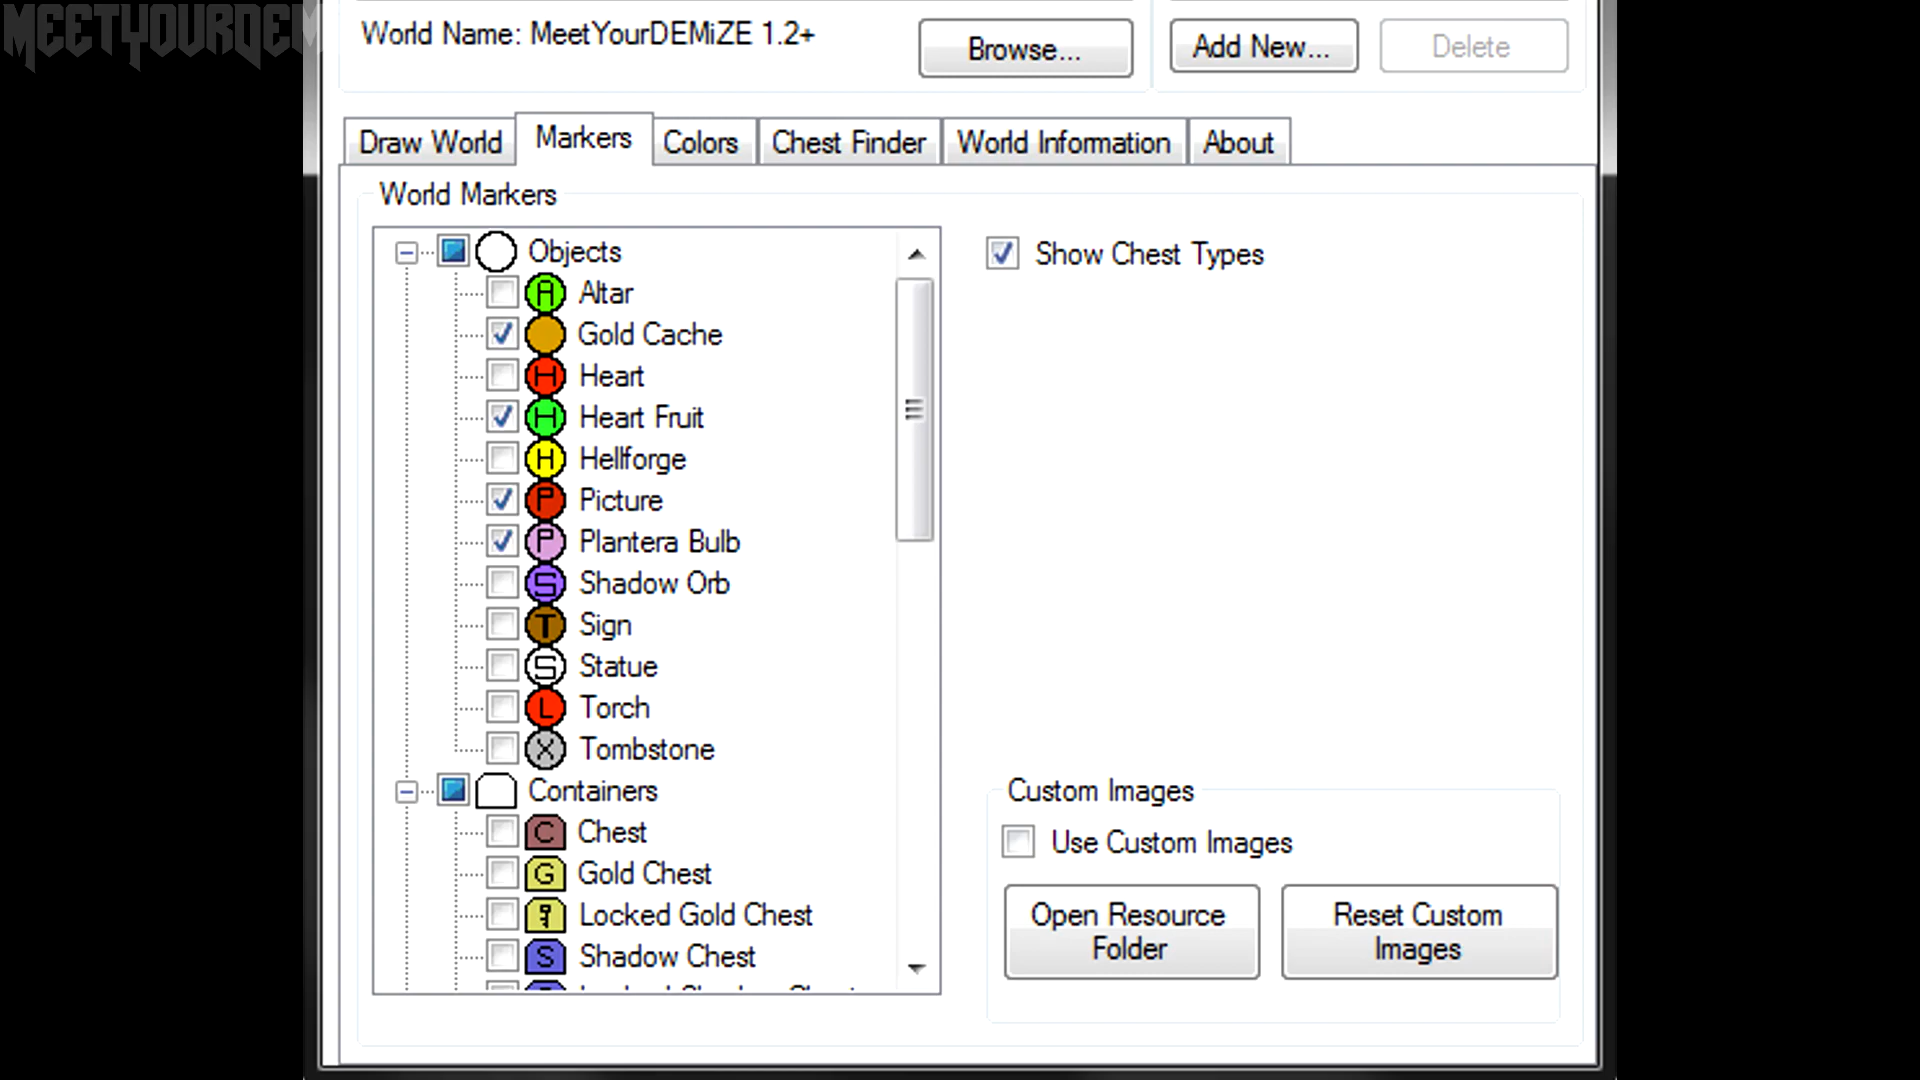 MEETYOURDEM
World Name: MeetYourDEMiZE 1.2+
Browse...
Add New...
Delete
Draw World
Markers
Colors
Chest Finder
World Information
About
World Markers
Objects
Show Chest Types
A Altar
Gold Cache
H Heart
H Heart Fruit
H Hellforge
P Picture
P Plantera Bulb
S Shadow Orb
T Sign
S Statue
L Torch
X Tombstone
Containers
C Chest
G Gold Chest
Locked Gold Chest
S Shadow Chest
Custom Images
Use Custom Images
Open Resource
Folder
Reset Custom
Images